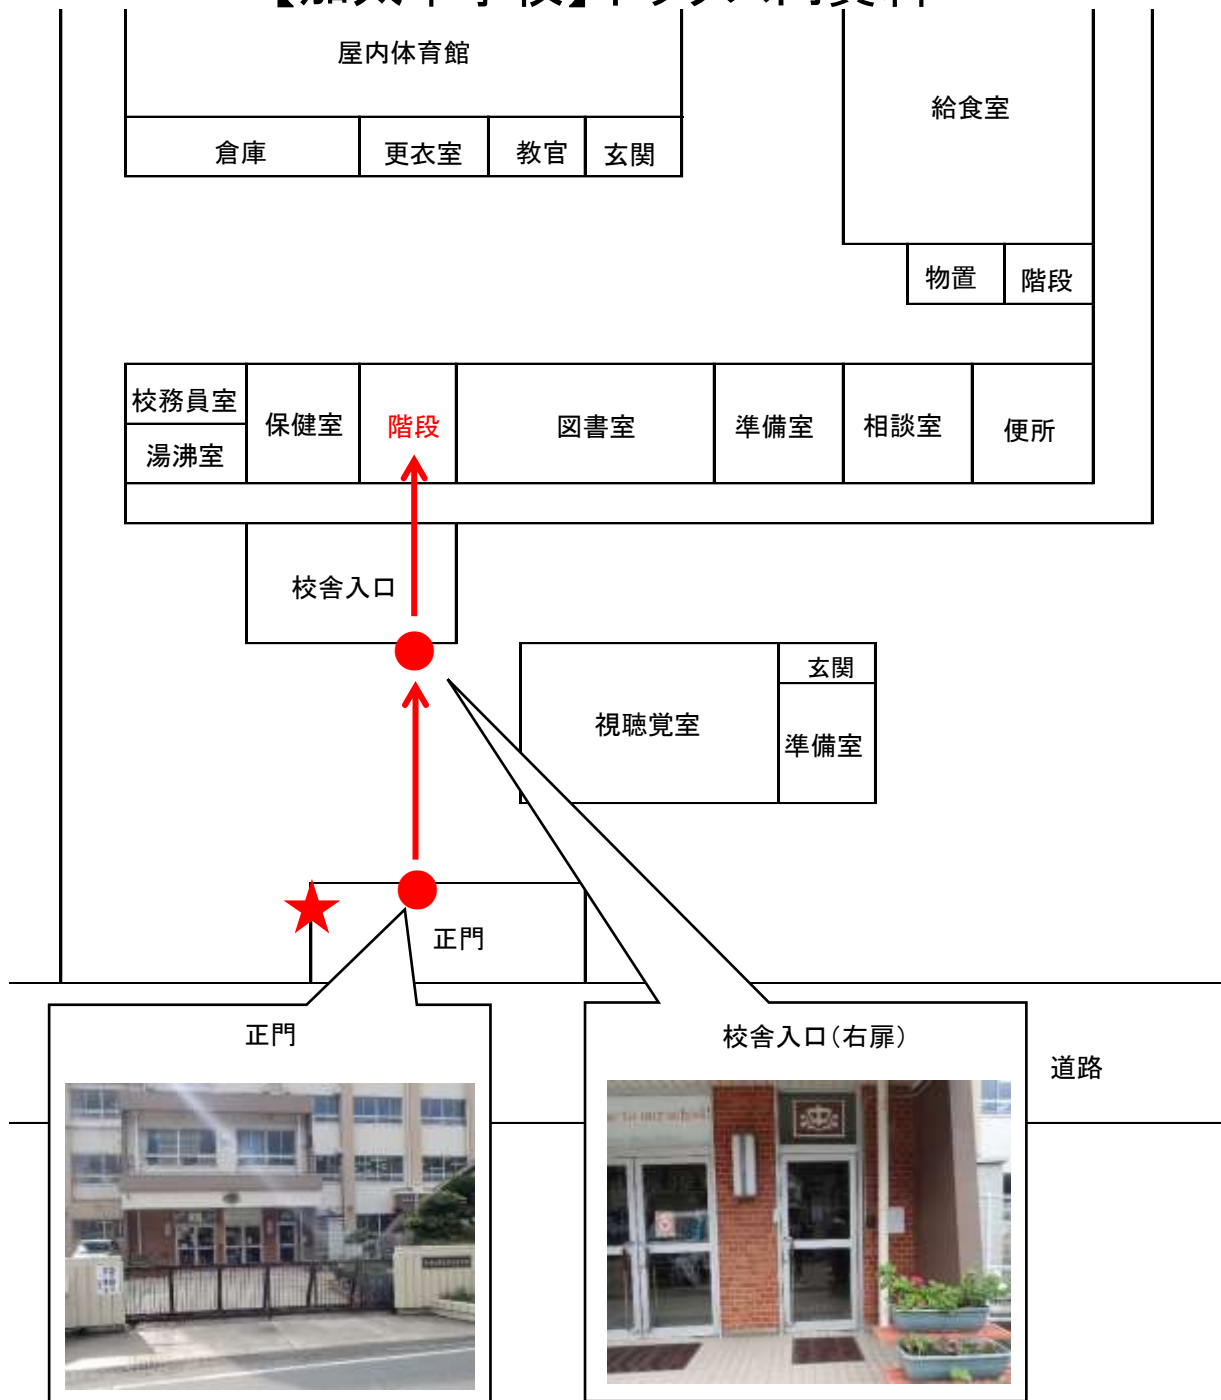 屋内体育館
給食室
倉庫
更衣室
教官
玄関
物置
階段
校務員室
湯沸室
保健室
階段
図書室
準備室
相談室
便所
校舎入口
視聴覚室
玄関
準備室
正門
正門
校舎入口(右扉)
道路